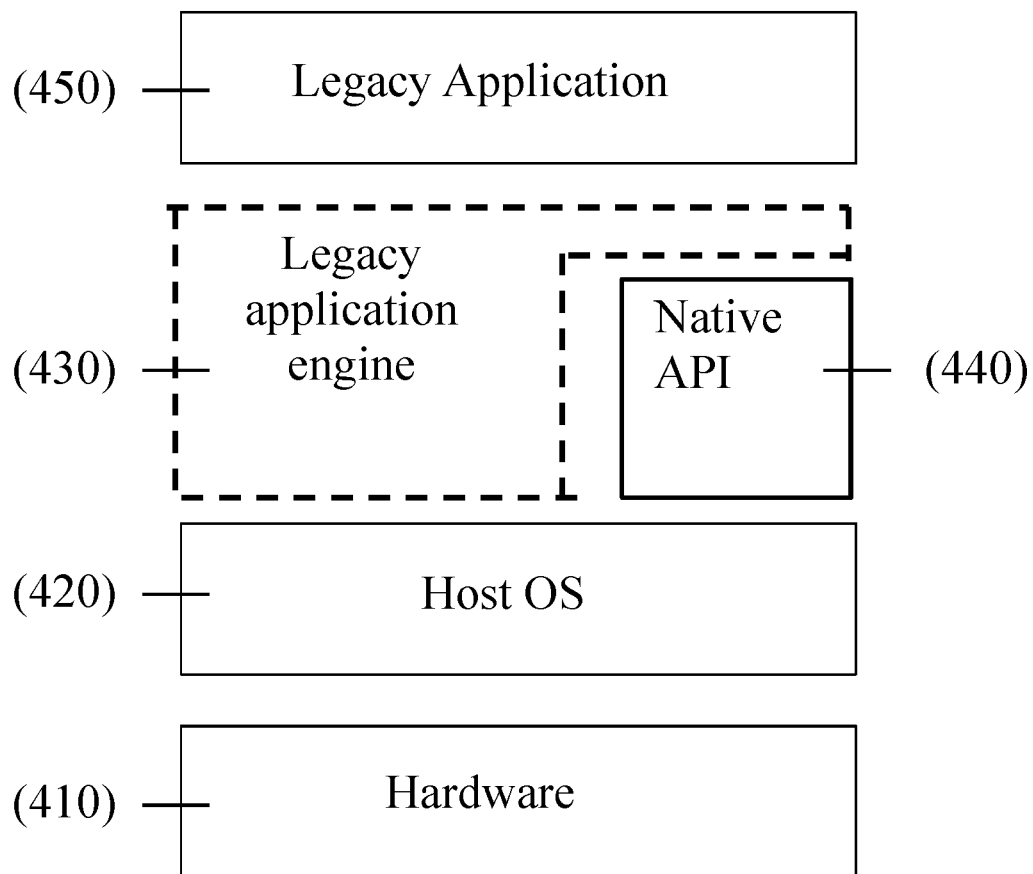 (450)
Legacy Application
Legacy
application
engine
(430)
Native
API
(440)
(420)
Host OS
(410)
Hardware